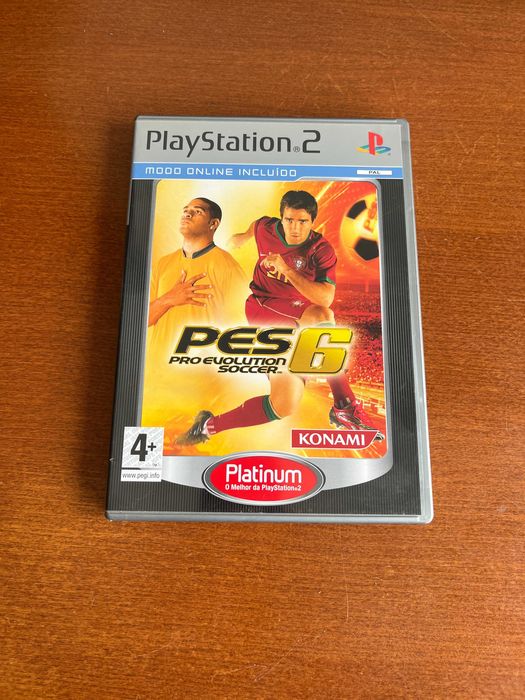 PlayStation®2
MODO ONLINE INCLUÍDO
PAL
PES 6
PRO EVOLUTION
SOCCER™
KONAMI
4+
www.pegi.info
Platinum
O Melhor da PlayStation®2